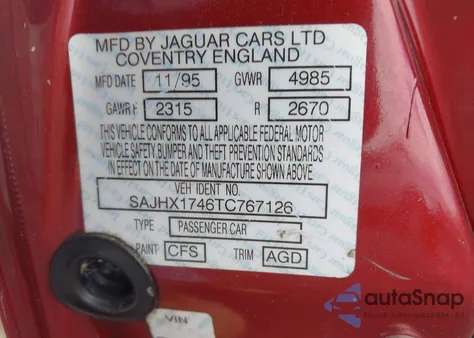 MFD BY JAGUAR CARS LTD
COVENTRY ENGLAND
MFD DATE 11/95 GVWR 4985
GAWR F 2315 R 2670
THIS VEHICLE CONFORMS TO ALL APPLICABLE FEDERAL MOTOR
VEHICLE SAFETY, BUMPER AND THEFT PREVENTION STANDARDS
IN EFFECT ON THE DATE OF MANUFACTURE SHOWN ABOVE.
VEH IDENT NO.
SAJHX1746TC767126
TYPE PASSENGER CAR
PAINT CFS TRIM AGD
VIN
autoSnap